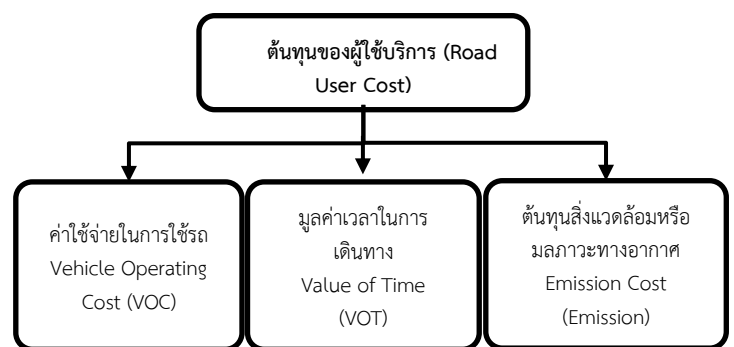 ต้นทุนของผู้ใช้บริการ (Road
User Cost)
ค่าใช้จ่ายในการใช้รถ
Vehicle Operating
Cost (VOC)
มูลค่าเวลาในการ
เดินทาง
Value of Time
(VOT)
ต้นทุนสิ่งแวดล้อมหรือ
มลภาวะทางอากาศ
Emission Cost
(Emission)